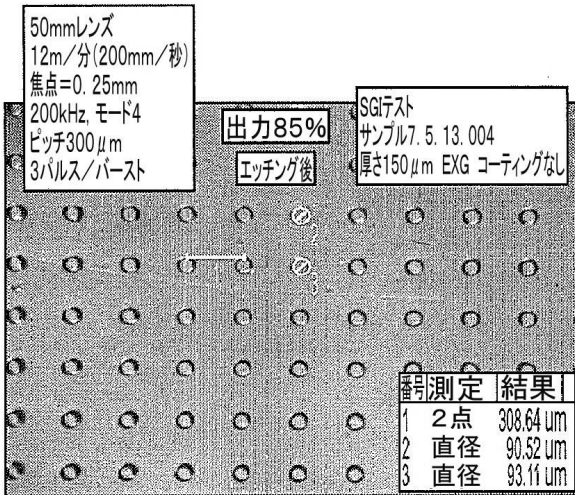 50mmレンズ
12m/分(200mm/秒)
焦点=0.25mm
200kHz,モード4
ピッチ300μm
3パルス/バースト
出力85%
エッチング後
SGIテスト
サンプル7.5.13.004
厚さ150μm EXG コーティングなし
番号 測定 結果
1 2点 308.64 um
2 直径 90.52 um
3 直径 93.11 um
2
3